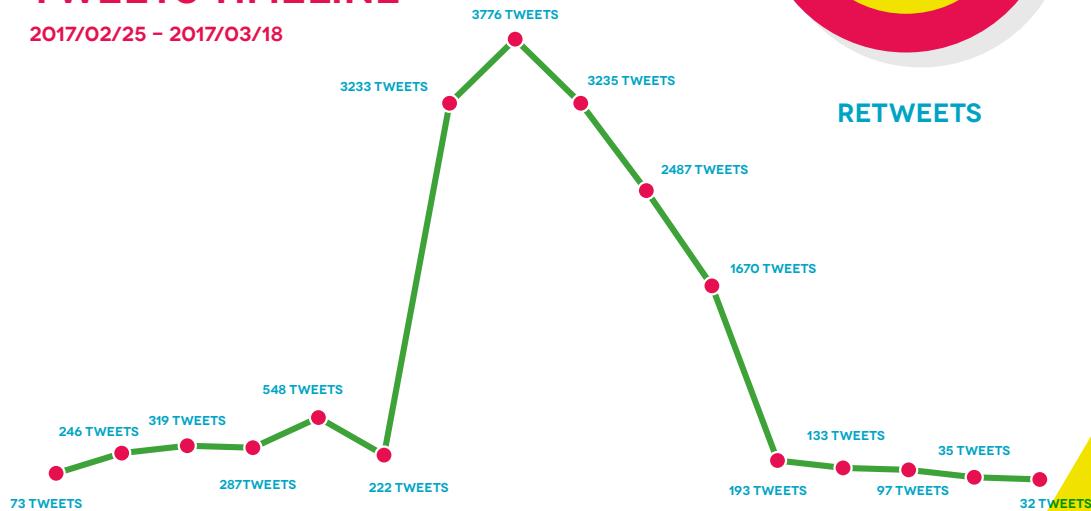 TWEETS TIMELINE
2017/02/25 - 2017/03/18
3776 TWEETS
3233 TWEETS
3235 TWEETS
RETWEETS
2487 TWEETS
1670 TWEETS
548 TWEETS
319 TWEETS
246 TWEETS
133 TWEETS
35 TWEETS
287TWEETS
222 TWEETS
193 TWEETS
97 TWEETS
73 TWEETS
32 TWEETS